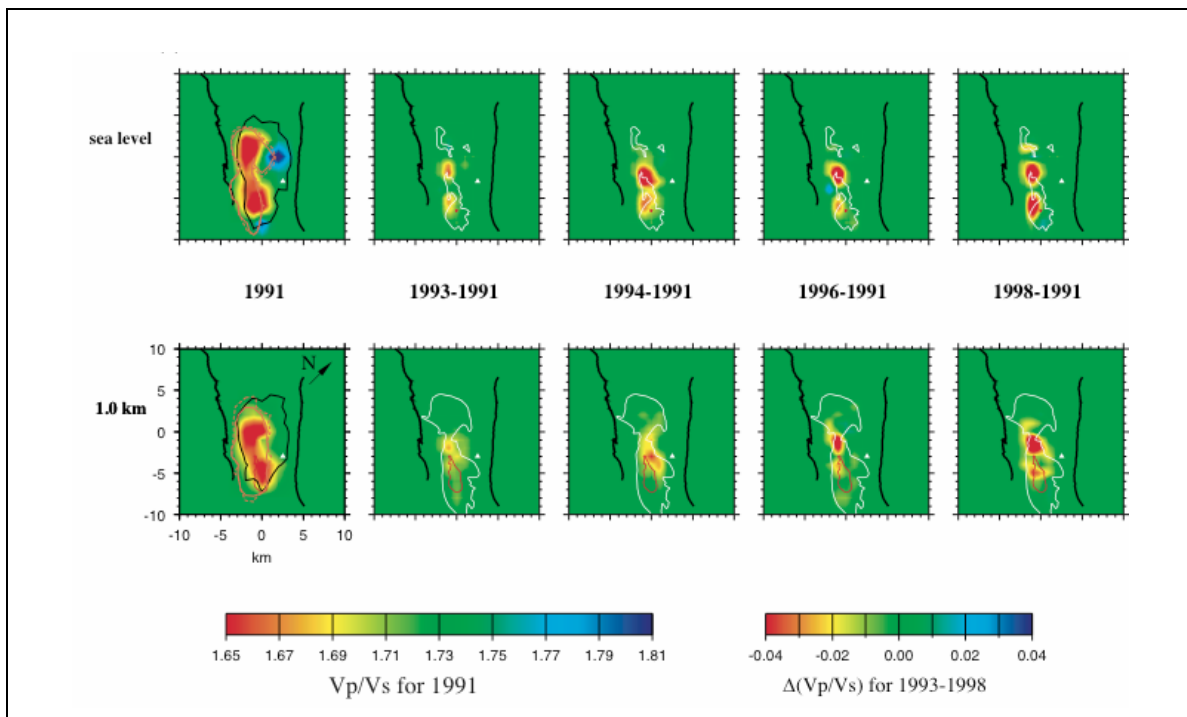 sea level
1991 1993-1991 1994-1991 1996-1991 1998-1991
10
5
0
-5
-10
1.0 km
N
-10 -5 0 5 10
km
1.65 1.67 1.69 1.71 1.73 1.75 1.77 1.79 1.81
Vp/Vs for 1991
-0.04 -0.02 0.00 0.02 0.04
Δ(Vp/Vs) for 1993-1998